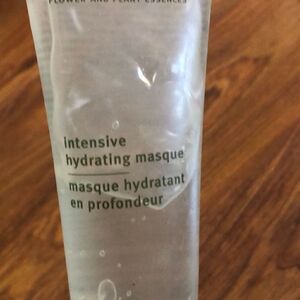 FLOWER AND PLANT ESSENCES
intensive
hydrating masque
masque hydratant
en profondeur